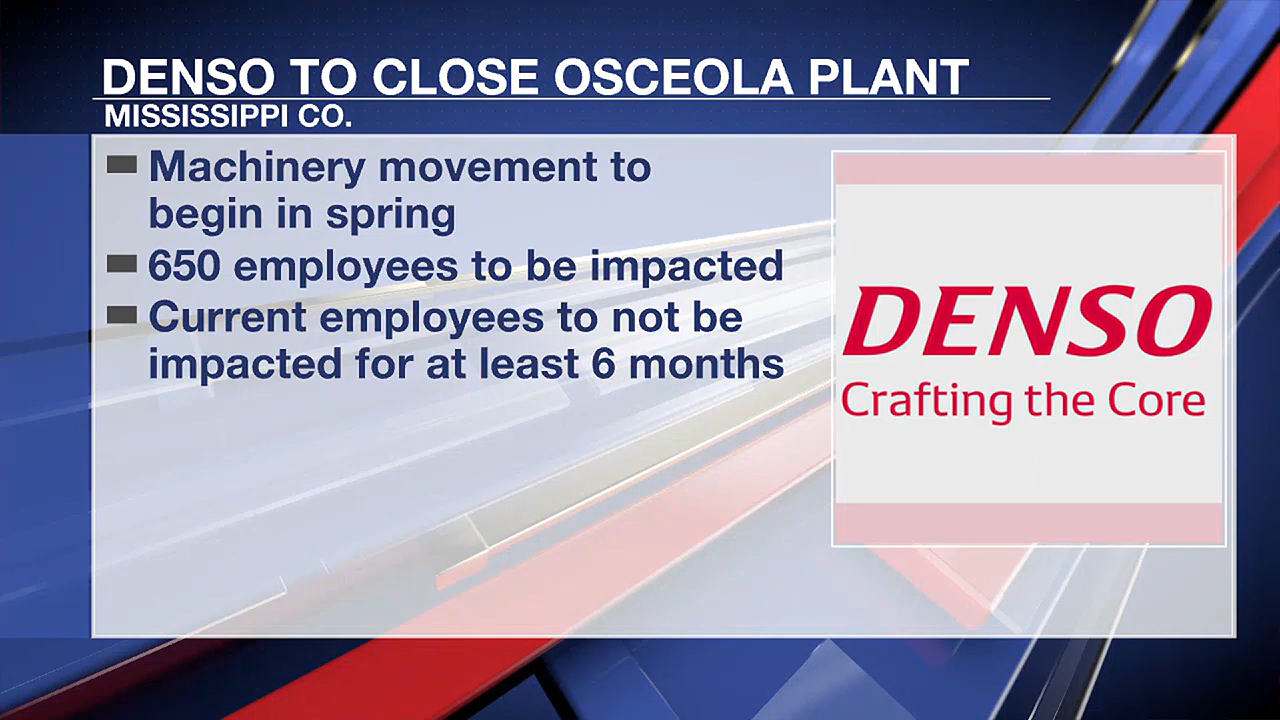 DENSO TO CLOSE OSCEOLA PLANT
MISSISSIPPI CO.
Machinery movement to
begin in spring
650 employees to be impacted
Current employees to not be
impacted for at least 6 months
DENSO
Crafting the Core